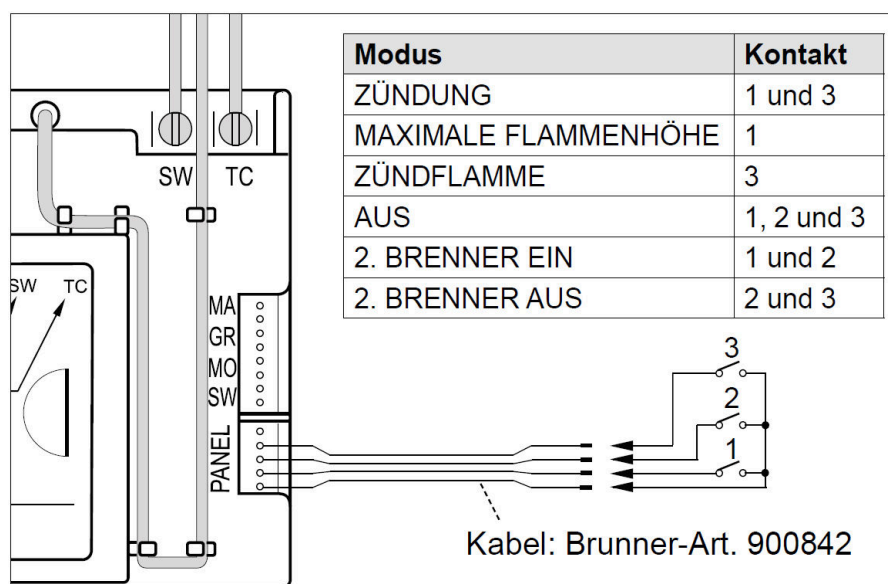 Modus Kontakt
ZÜNDUNG 1 und 3
MAXIMALE FLAMMENHÖHE 1
ZÜNDFLAMME 3
AUS 1, 2 und 3
2. BRENNER EIN 1 und 2
2. BRENNER AUS 2 und 3
SW TC
SW TC
MA
GR
MO
SW
PANEL
3
2
1
Kabel: Brunner-Art. 900842